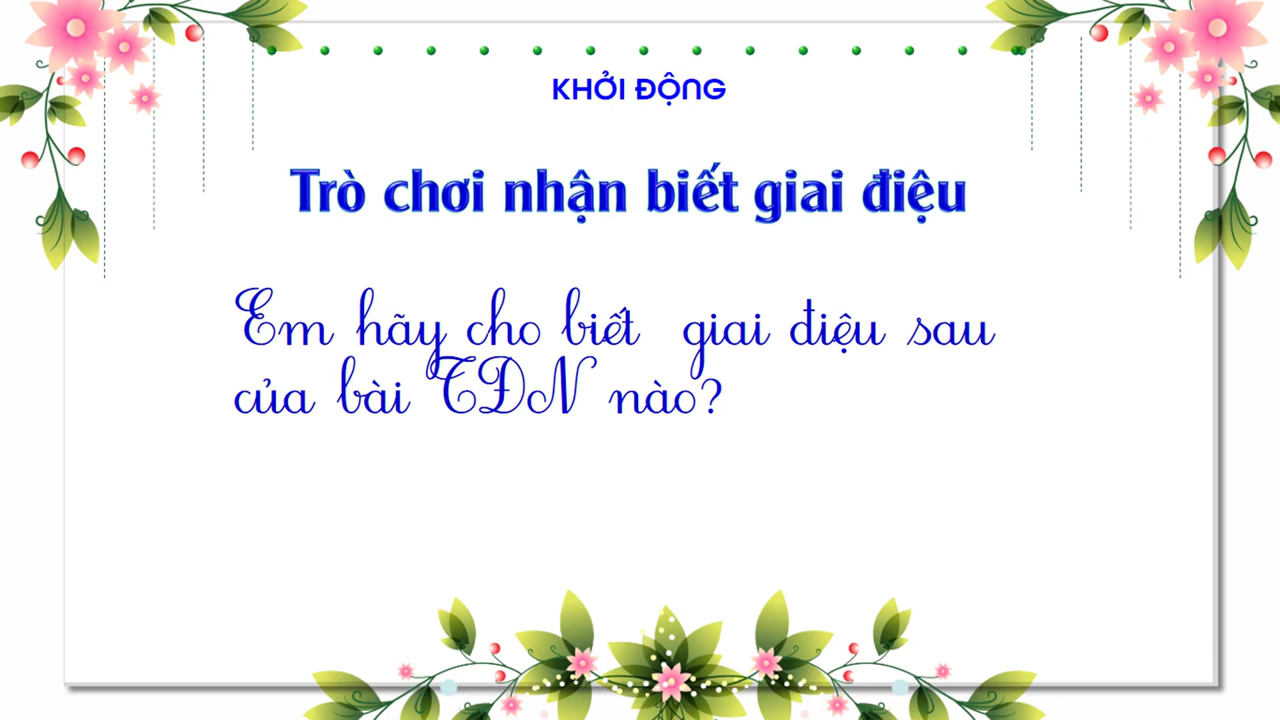 KHỞI ĐỘNG
Trò chơi nhận biết giai điệu
Em hãy cho biết giai điệu sau
của bài TĐN nào?